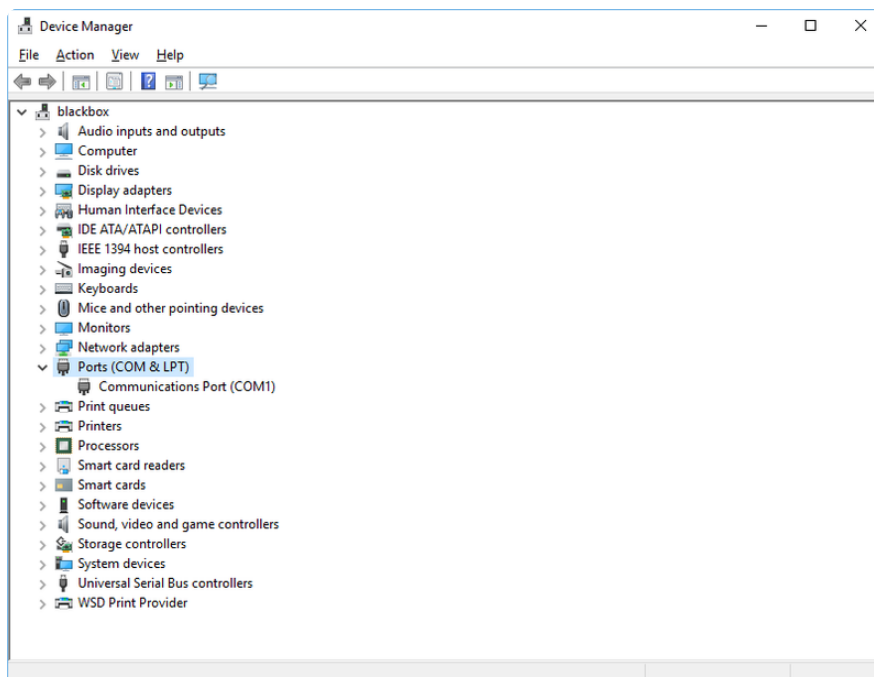 Device Manager
File Action View Help
blackbox
Audio inputs and outputs
Computer
Disk drives
Display adapters
Human Interface Devices
IDE ATA/ATAPI controllers
IEEE 1394 host controllers
Imaging devices
Keyboards
Mice and other pointing devices
Monitors
Network adapters
Ports (COM & LPT)
Communications Port (COM1)
Print queues
Printers
Processors
Smart card readers
Smart cards
Software devices
Sound, video and game controllers
Storage controllers
System devices
Universal Serial Bus controllers
WSD Print Provider